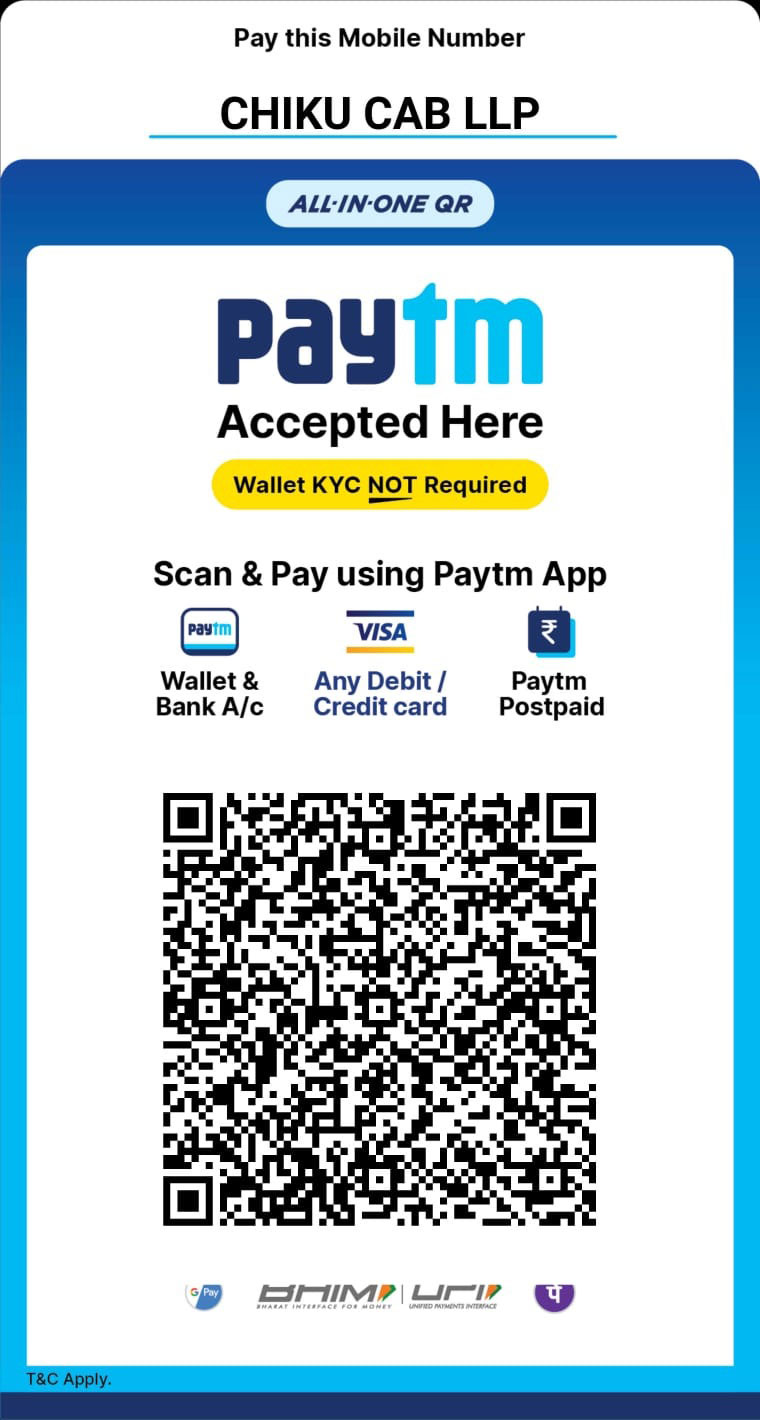 Pay this Mobile Number
CHIKU CAB LLP
ALL·IN·ONE QR
paytm
Accepted Here
Wallet KYC NOT Required
Scan & Pay using Paytm App
paytm VISA ₹
Wallet & Any Debit / Paytm
Bank A/c Credit card Postpaid
G Pay BHIM UPI पे
BHARAT INTERFACE FOR MONEY UNIFIED PAYMENTS INTERFACE
T&C Apply.